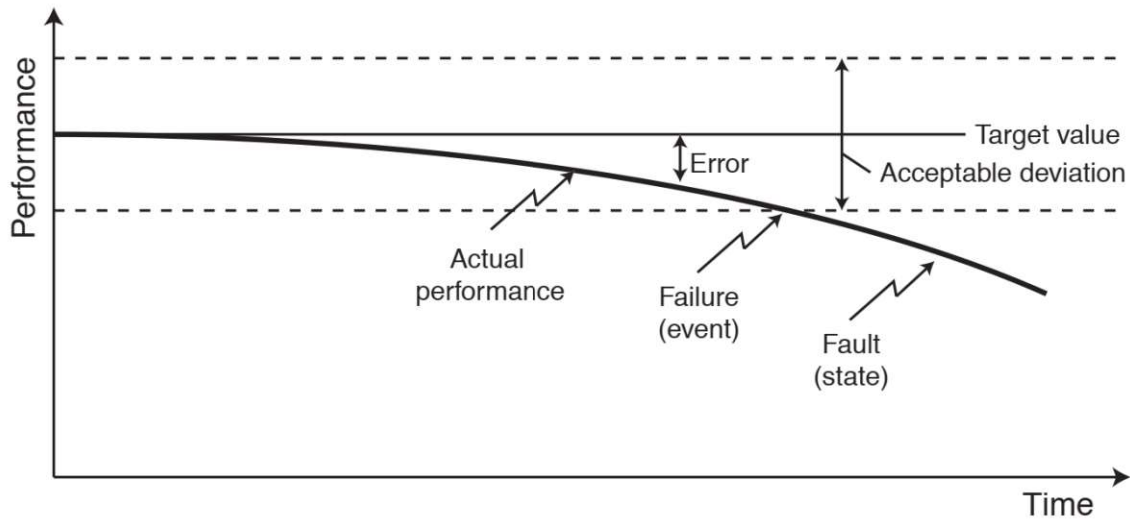 Performance
Target value
Error
Acceptable deviation
Actual
performance
Failure
(event)
Fault
(state)
Time